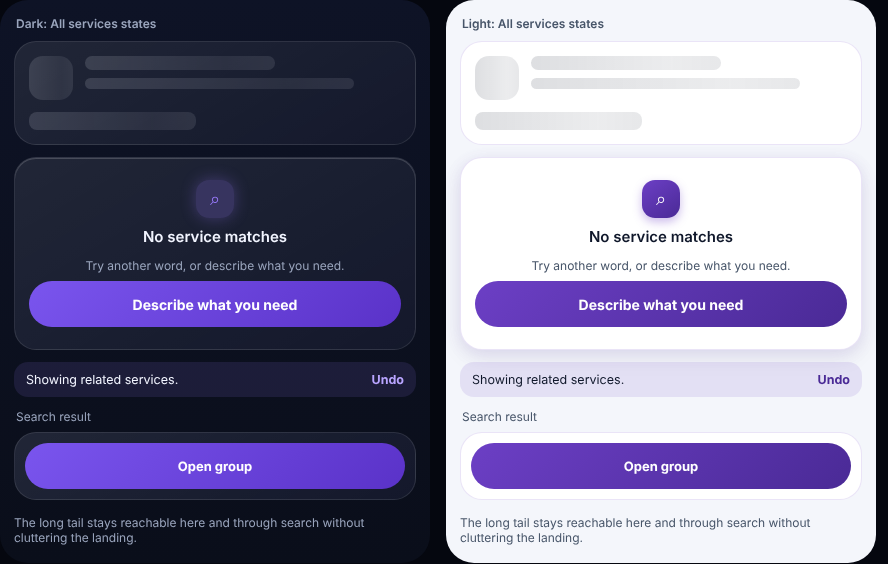 Dark: All services states
No service matches
Try another word, or describe what you need.
Describe what you need
Showing related services.
Undo
Search result
Open group
The long tail stays reachable here and through search without
cluttering the landing.
Light: All services states
No service matches
Try another word, or describe what you need.
Describe what you need
Showing related services.
Undo
Search result
Open group
The long tail stays reachable here and through search without
cluttering the landing.